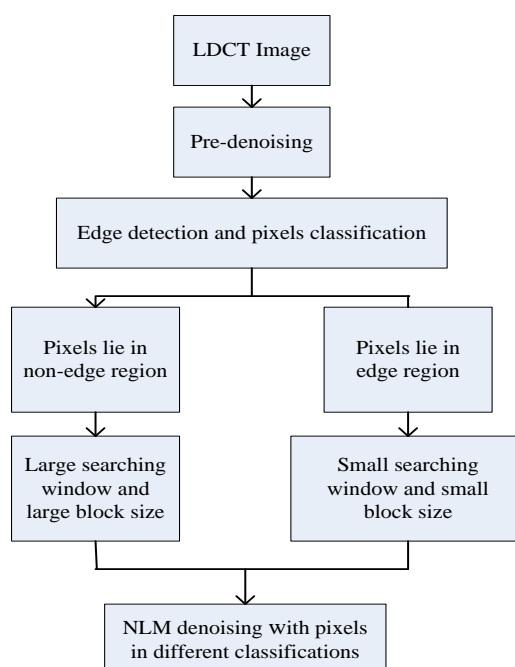 LDCT Image
Pre-denoising
Edge detection and pixels classification
Pixels lie in
non-edge region
Pixels lie in
edge region
Large searching
window and
large block size
Small searching
window and small
block size
NLM denoising with pixels
in different classifications